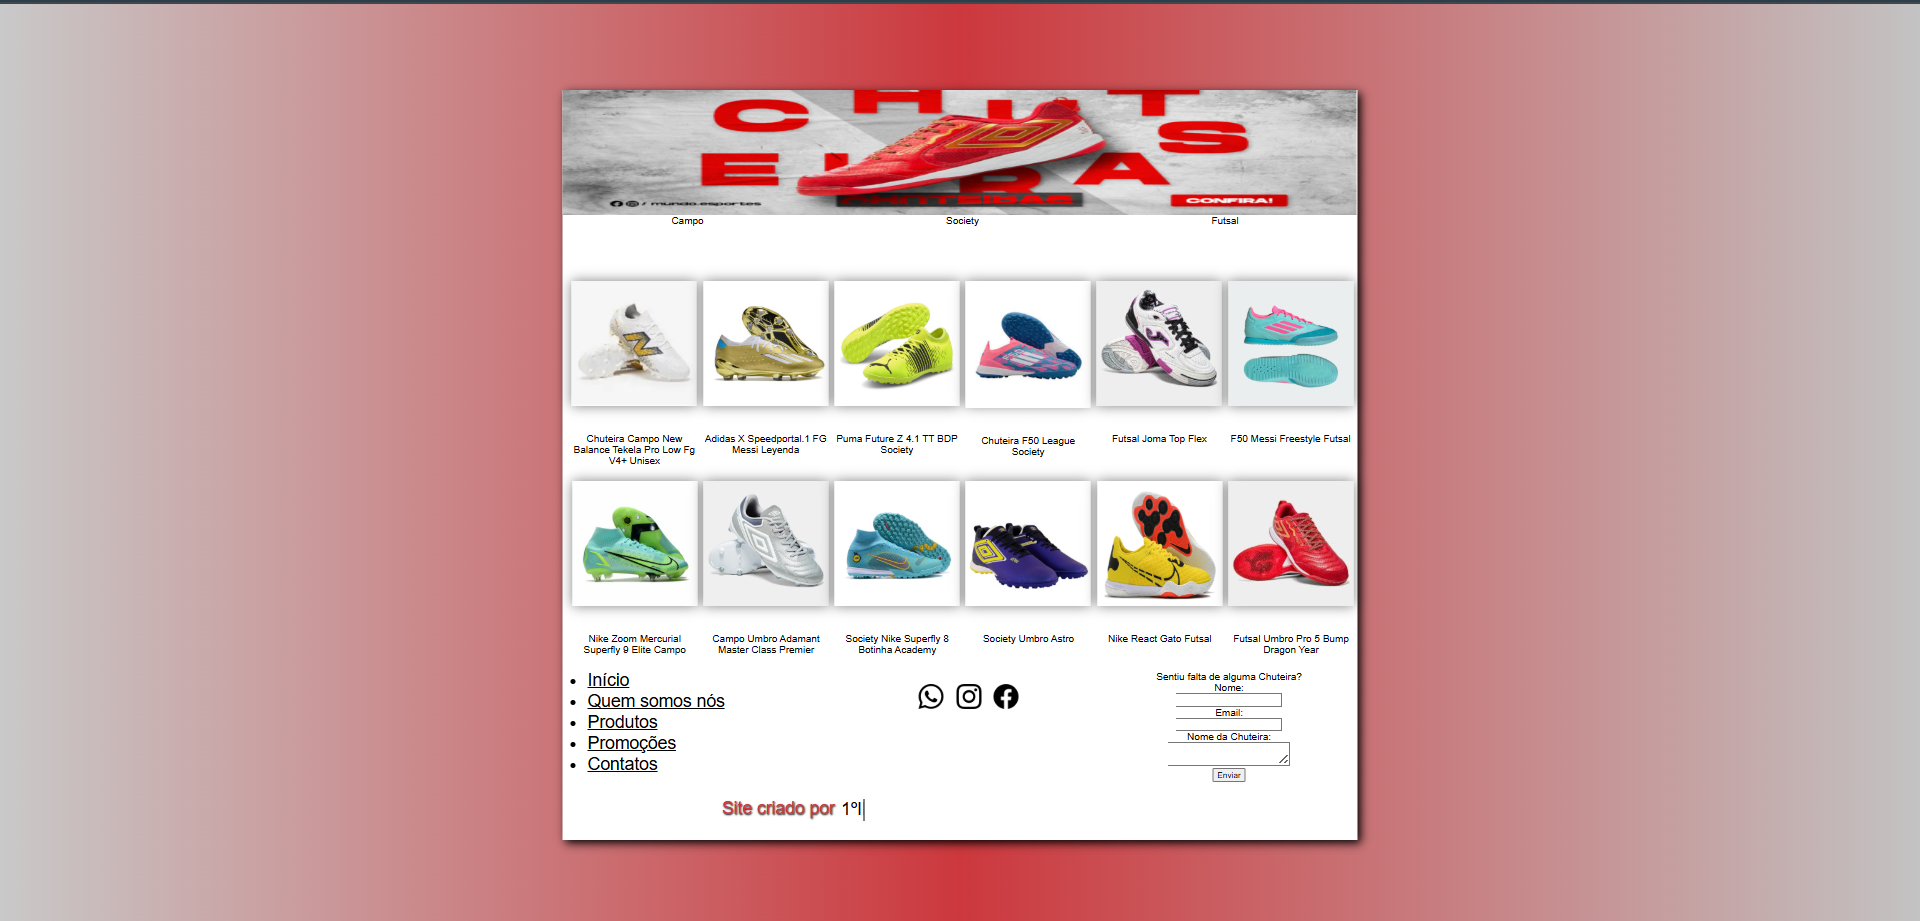 CHUTEIRAS
/ mundo.esportes
CHUTEIRAS
CONFIRA!
Campo
Society
Futsal
Chuteira Campo New
Balance Tekela Pro Low Fg
V4+ Unisex
Adidas X Speedportal.1 FG
Messi Leyenda
Puma Future Z 4.1 TT BDP
Society
Chuteira F50 League
Society
Futsal Joma Top Flex
F50 Messi Freestyle Futsal
Nike Zoom Mercurial
Superfly 9 Elite Campo
Campo Umbro Adamant
Master Class Premier
Society Nike Superfly 8
Botinha Academy
Society Umbro Astro
Nike React Gato Futsal
Futsal Umbro Pro 5 Bump
Dragon Year
Início
Quem somos nós
Produtos
Promoções
Contatos
Sentiu falta de alguma Chuteira?
Nome:
Email:
Nome da Chuteira:
Enviar
Site criado por 1ºI